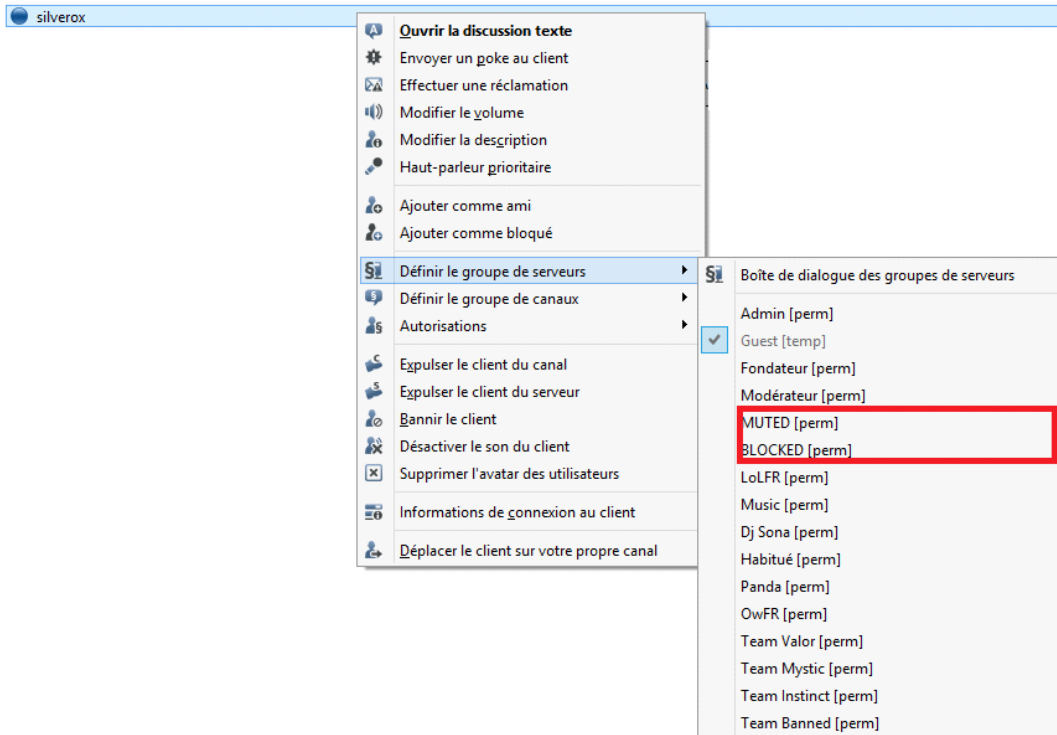 silverox
Ouvrir la discussion texte
Envoyer un poke au client
Effectuer une réclamation
Modifier le volume
Modifier la description
Haut-parleur prioritaire
Ajouter comme ami
Ajouter comme bloqué
Définir le groupe de serveurs
Définir le groupe de canaux
Autorisations
Expulser le client du canal
Expulser le client du serveur
Bannir le client
Désactiver le son du client
Supprimer l'avatar des utilisateurs
Informations de connexion au client
Déplacer le client sur votre propre canal
Boîte de dialogue des groupes de serveurs
Admin [perm]
Guest [temp]
Fondateur [perm]
Modérateur [perm]
MUTED [perm]
BLOCKED [perm]
LoLFR [perm]
Music [perm]
Dj Sona [perm]
Habitué [perm]
Panda [perm]
OwFR [perm]
Team Valor [perm]
Team Mystic [perm]
Team Instinct [perm]
Team Banned [perm]